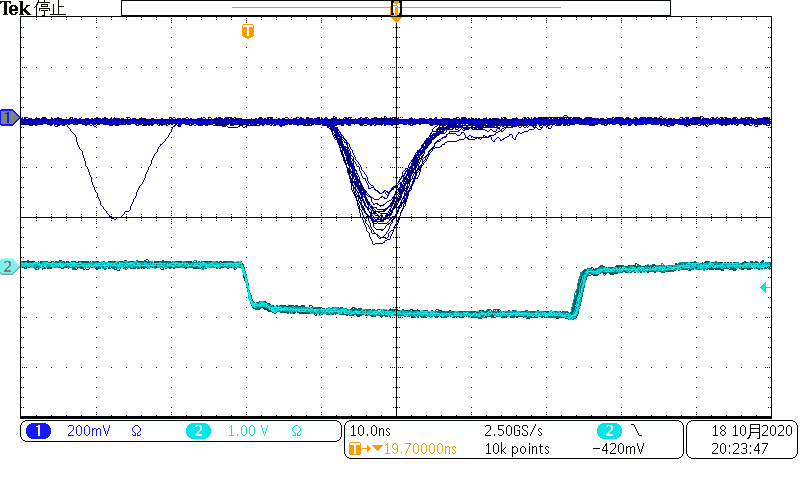 Tek 停止
T
1
2
1 200mV Ω 2 1.00 V Ω
10.0ns 2.50GS/s 2
T→▼19.70000ns 10k points −420mV
18 10月2020
20:23:47